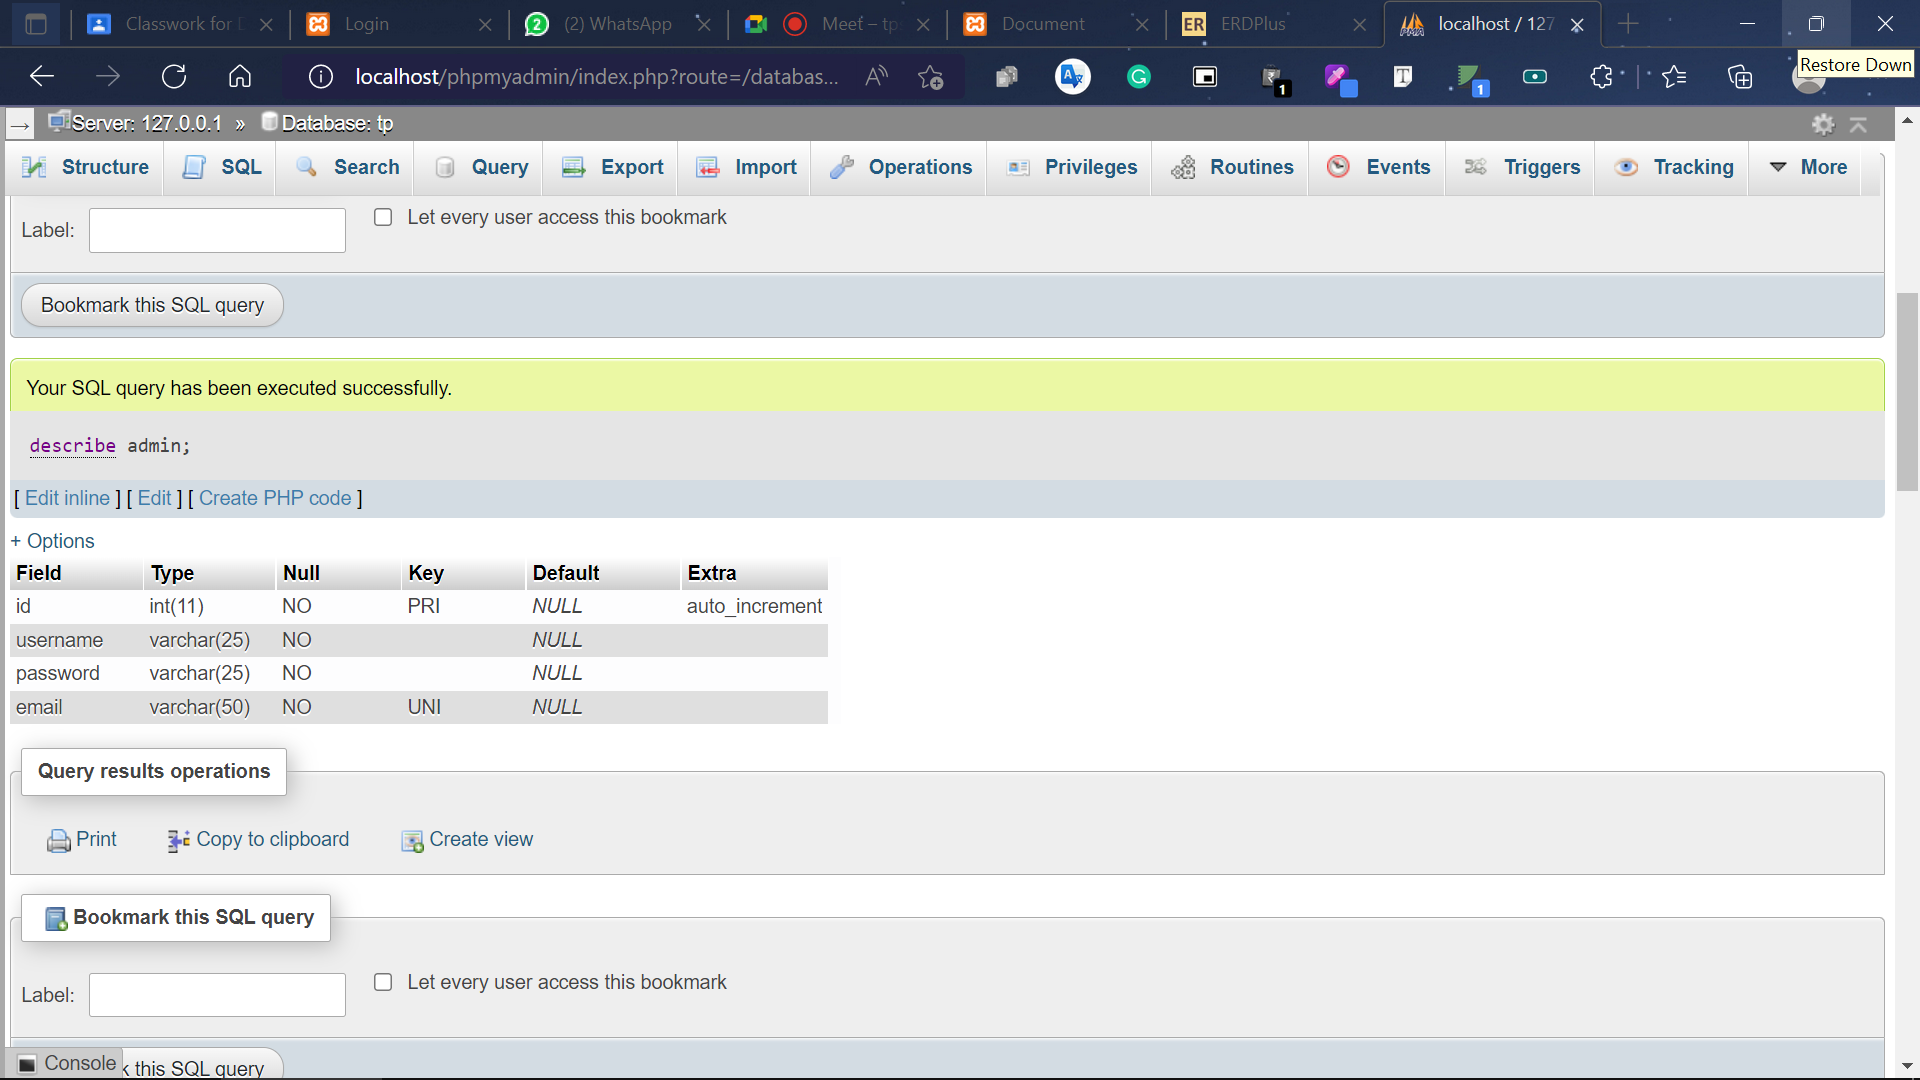 Classwork for D
Login
(2) WhatsApp
Meet – tp
Document
ER ERDPlus
localhost / 127
localhost/phpmyadmin/index.php?route=/databas...
Restore Down
Server: 127.0.0.1 » Database: tp
Structure SQL Search Query Export Import Operations Privileges Routines Events Triggers Tracking More
Label: Let every user access this bookmark
Bookmark this SQL query
Your SQL query has been executed successfully.
describe admin;
[ Edit inline ] [ Edit ] [ Create PHP code ]
+ Options
Field Type Null Key Default Extra
id int(11) NO PRI NULL auto_increment
username varchar(25) NO NULL
password varchar(25) NO NULL
email varchar(50) NO UNI NULL
Query results operations
Print Copy to clipboard Create view
Bookmark this SQL query
Label: Let every user access this bookmark
Console
k this SQL query